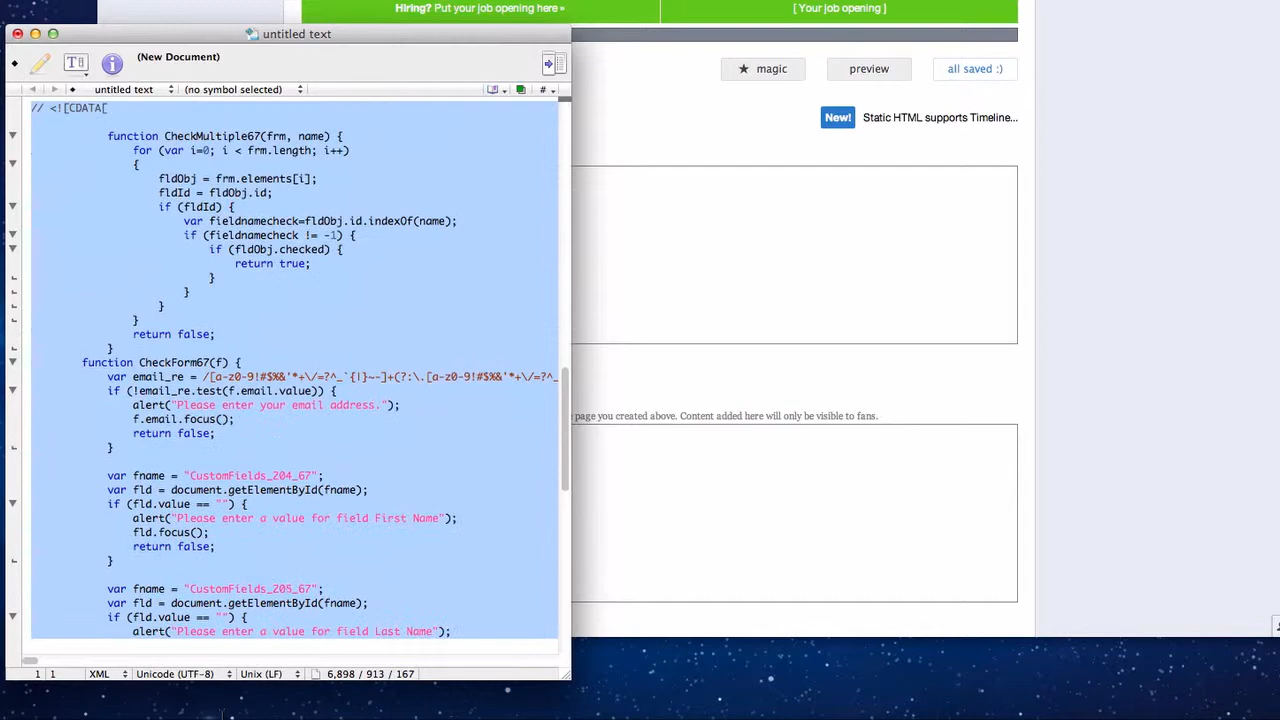 Hiring? Put your job opening here »
[ Your job opening ]
untitled text
(New Document)
★ magic
preview
all saved :)
untitled text
(no symbol selected)
#
New! Static HTML supports Timeline...
// <![CDATA[
function CheckMultiple67(frm, name) {
for (var i=0; i < frm.length; i++)
{
fldObj = frm.elements[i];
fldId = fldObj.id;
if (fldId) {
var fieldnamecheck=fldObj.id.indexOf(name);
if (fieldnamecheck != -1) {
if (fldObj.checked) {
return true;
}
}
}
}
return false;
}
function CheckForm67(f) {
var email_re = /[a-z0-9!#$%&'*+\/=?^_`{|}~-]+(?:\.[a-z0-9!#$%&'*+\/=?^_
if (!email_re.test(f.email.value)) {
alert("Please enter your email address.");
f.email.focus();
return false;
}
var fname = "CustomFields_204_67";
var fld = document.getElementById(fname);
if (fld.value == "") {
alert("Please enter a value for field First Name");
fld.focus();
return false;
}
var fname = "CustomFields_205_67";
var fld = document.getElementById(fname);
if (fld.value == "") {
alert("Please enter a value for field Last Name");
page you created above. Content added here will only be visible to fans.
1 1 XML Unicode (UTF-8) Unix (LF) 6,898 / 913 / 167